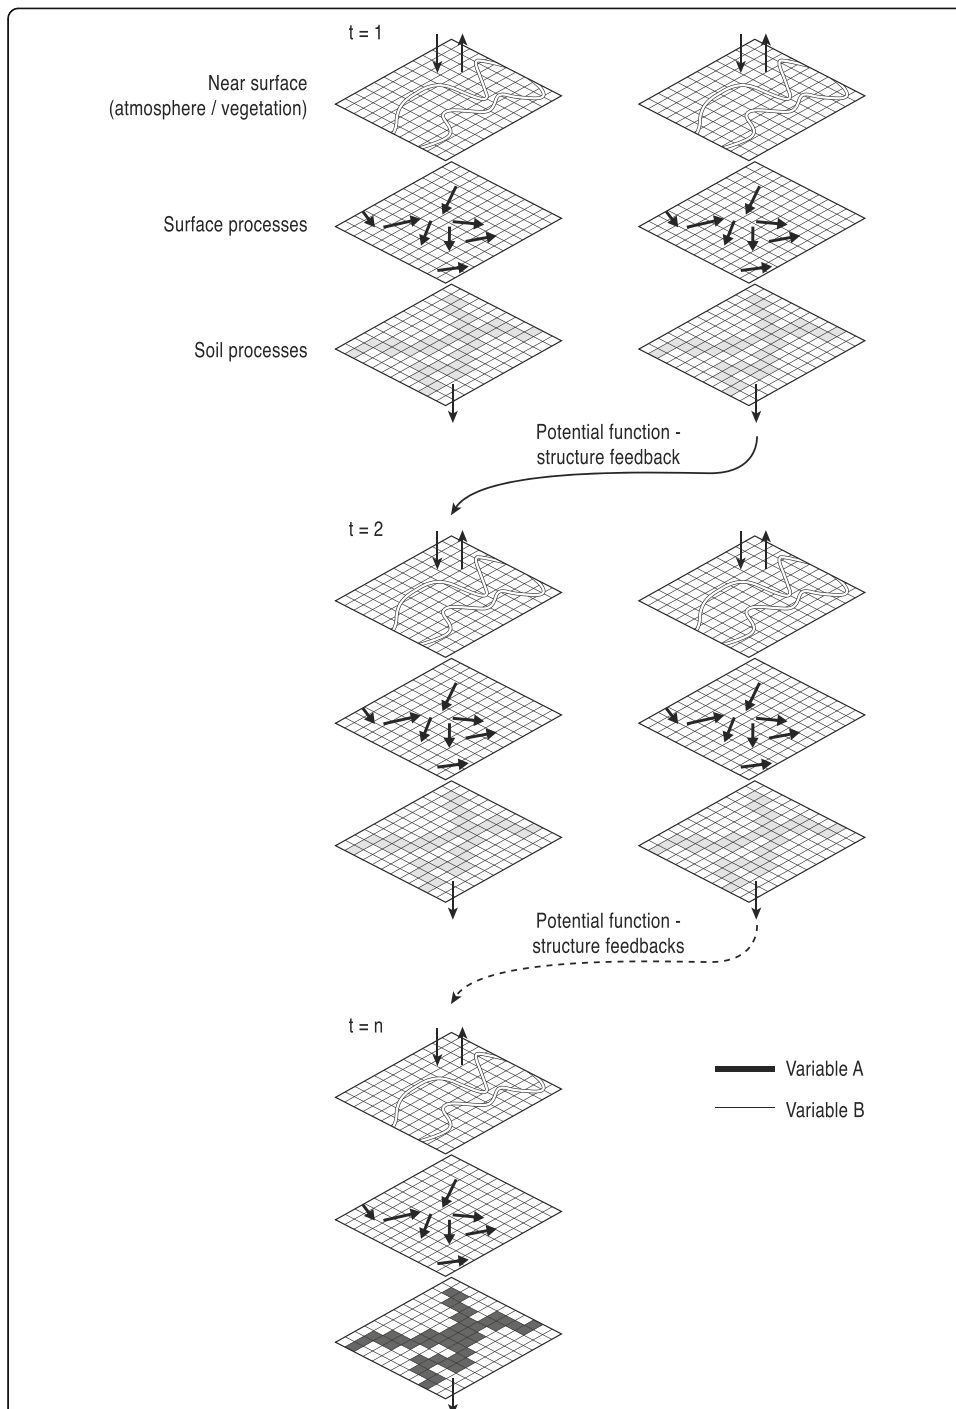 t = 1
Near surface
(atmosphere / vegetation)
Surface processes
Soil processes
Potential function -
structure feedback
t = 2
Potential function -
structure feedbacks
t = n
Variable A
Variable B